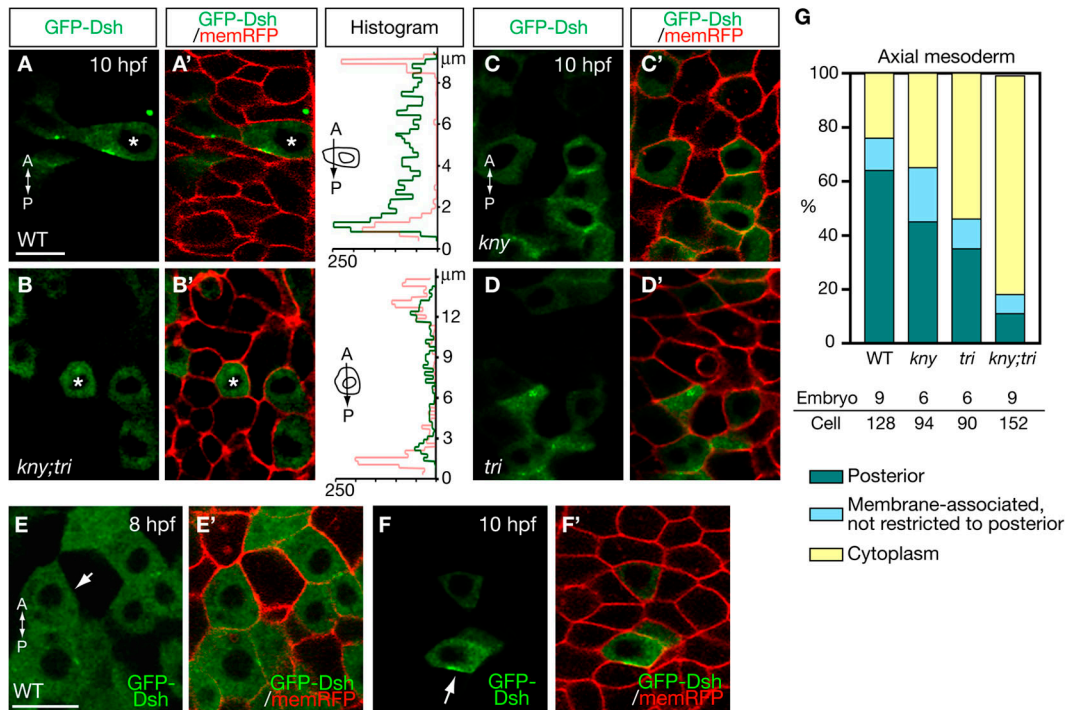 GFP-Dsh
GFP-Dsh
/memRFP
Histogram
GFP-Dsh
GFP-Dsh
/memRFP
G
A
10 hpf
*
A
P
WT
A'
*
A
P
µm
8
6
4
2
0
250
C
10 hpf
A
P
kny
C'
B
*
kny;tri
B'
*
A
P
µm
12
9
6
3
0
250
D
tri
D'
E
8 hpf
A
P
WT
GFP-
Dsh
E'
GFP-Dsh
/memRFP
F
10 hpf
GFP-
Dsh
F'
GFP-Dsh
/memRFP
Axial mesoderm
100
80
60
%
40
20
0
WT kny tri kny;tri
Embryo 9 6 6 9
Cell 128 94 90 152
Posterior
Membrane-associated,
not restricted to posterior
Cytoplasm